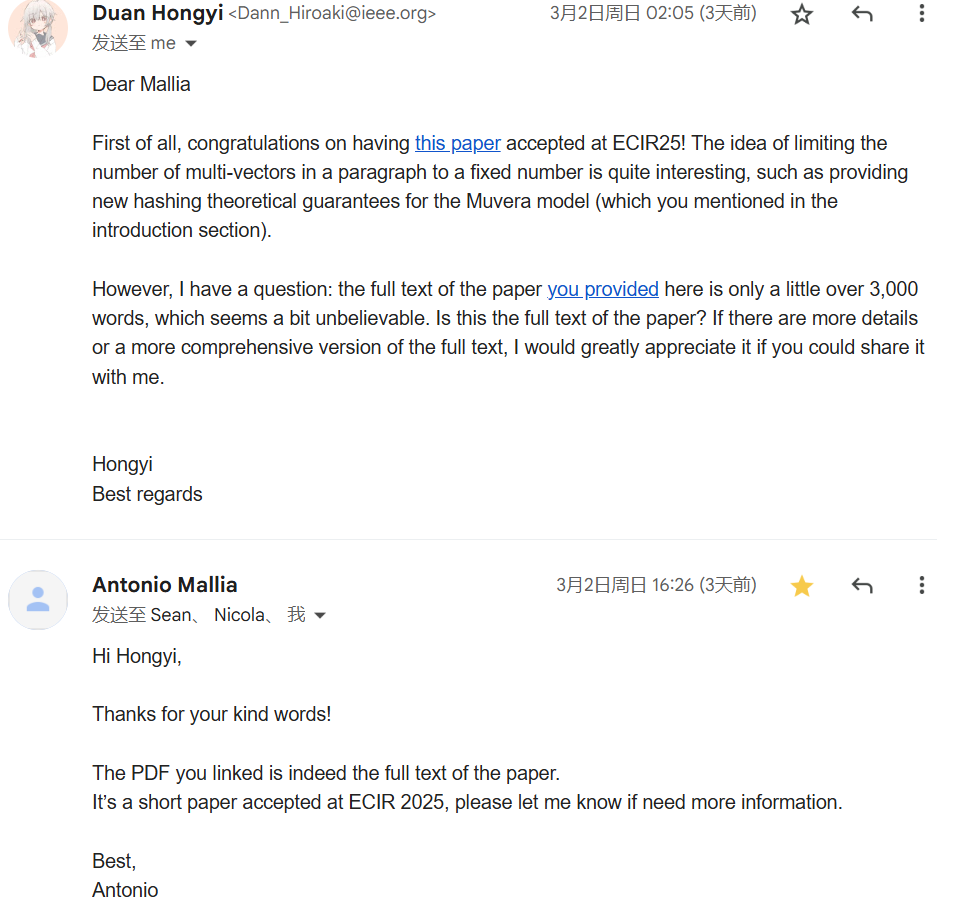 Duan Hongyi <Dann_Hiroaki@ieee.org> 3月2日周日 02:05 (3天前)
发送至 me
Dear Mallia
First of all, congratulations on having this paper accepted at ECIR25! The idea of limiting the
number of multi-vectors in a paragraph to a fixed number is quite interesting, such as providing
new hashing theoretical guarantees for the Muvera model (which you mentioned in the
introduction section).
However, I have a question: the full text of the paper you provided here is only a little over 3,000
words, which seems a bit unbelievable. Is this the full text of the paper? If there are more details
or a more comprehensive version of the full text, I would greatly appreciate it if you could share it
with me.
Hongyi
Best regards
Antonio Mallia 3月2日周日 16:26 (3天前)
发送至 Sean、 Nicola、 我
Hi Hongyi,
Thanks for your kind words!
The PDF you linked is indeed the full text of the paper.
It’s a short paper accepted at ECIR 2025, please let me know if need more information.
Best,
Antonio